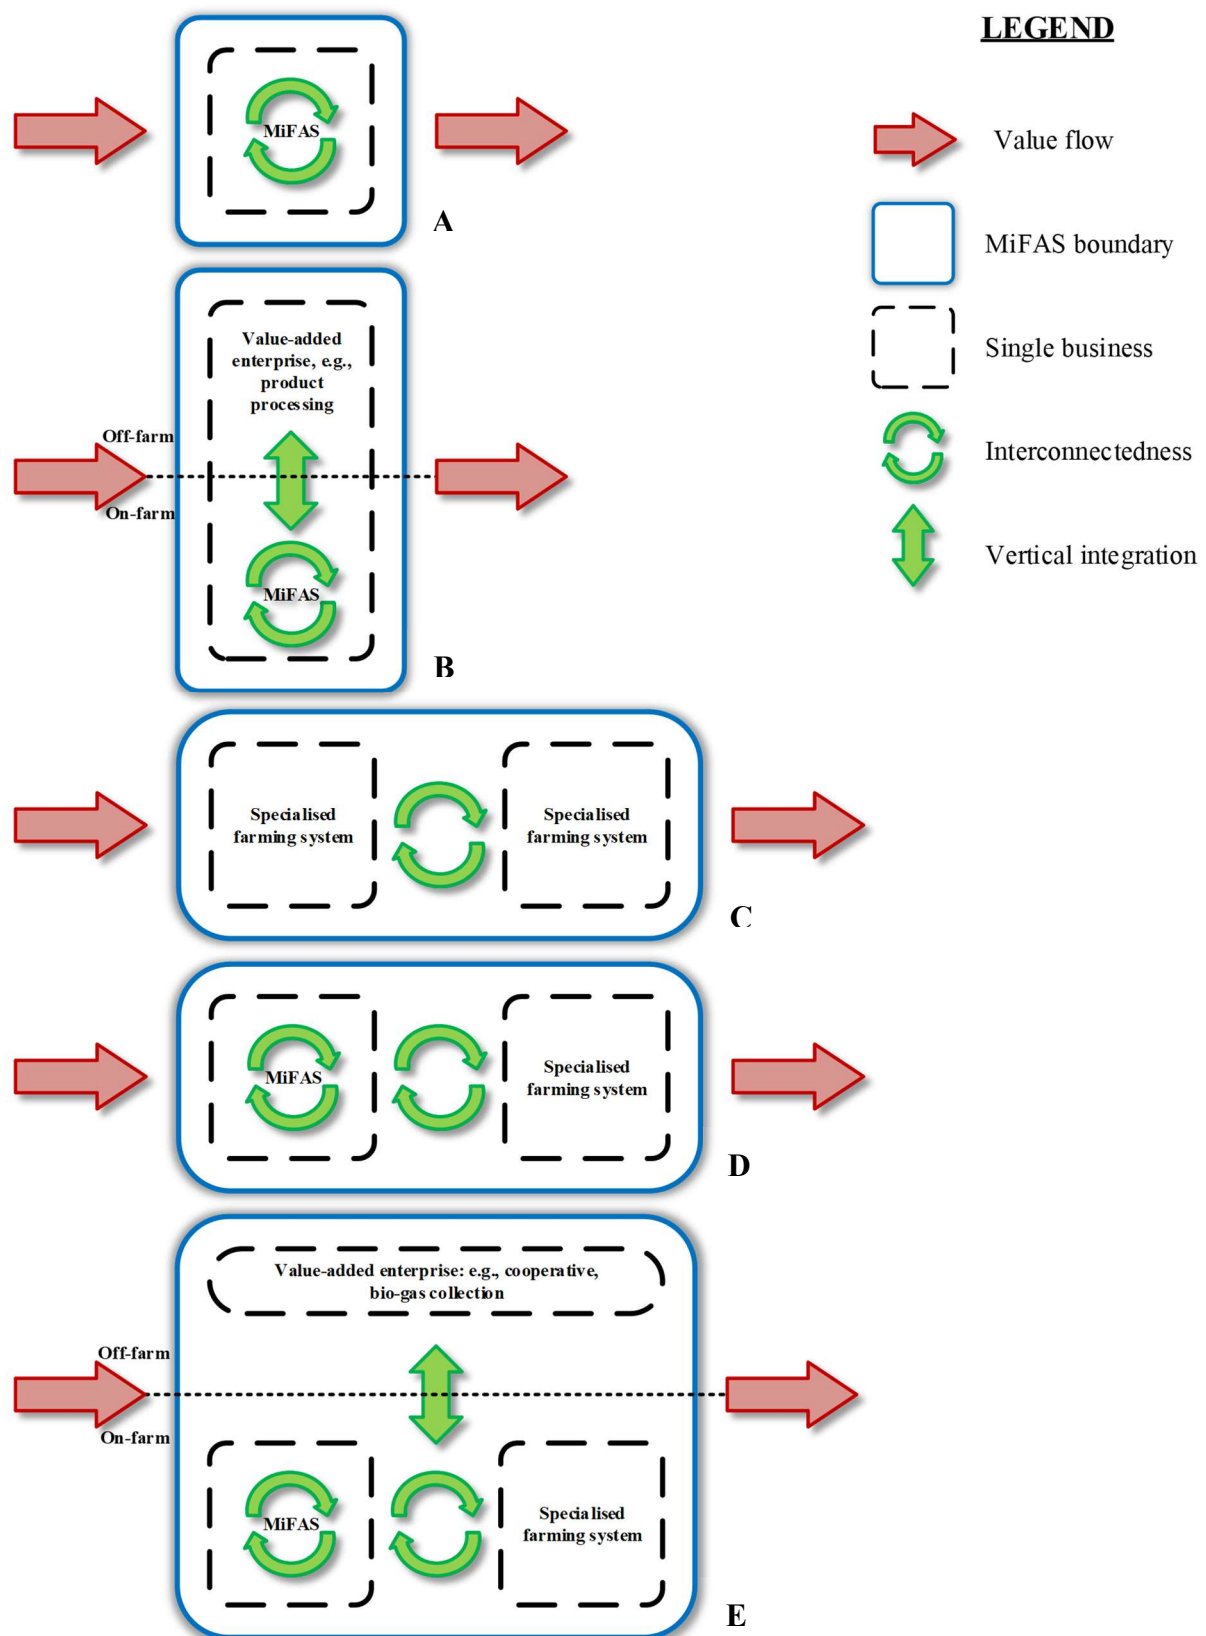 LEGEND
Value flow
MiFAS boundary
Single business
Interconnectedness
Vertical integration
MiFAS
A
Value-added
enterprise, e.g.,
product
processing
Off-farm
On-farm
MiFAS
B
Specialised
farming system
Specialised
farming system
C
MiFAS
Specialised
farming system
D
Value-added enterprise: e.g., cooperative,
bio-gas collection
Off-farm
On-farm
MiFAS
Specialised
farming system
E